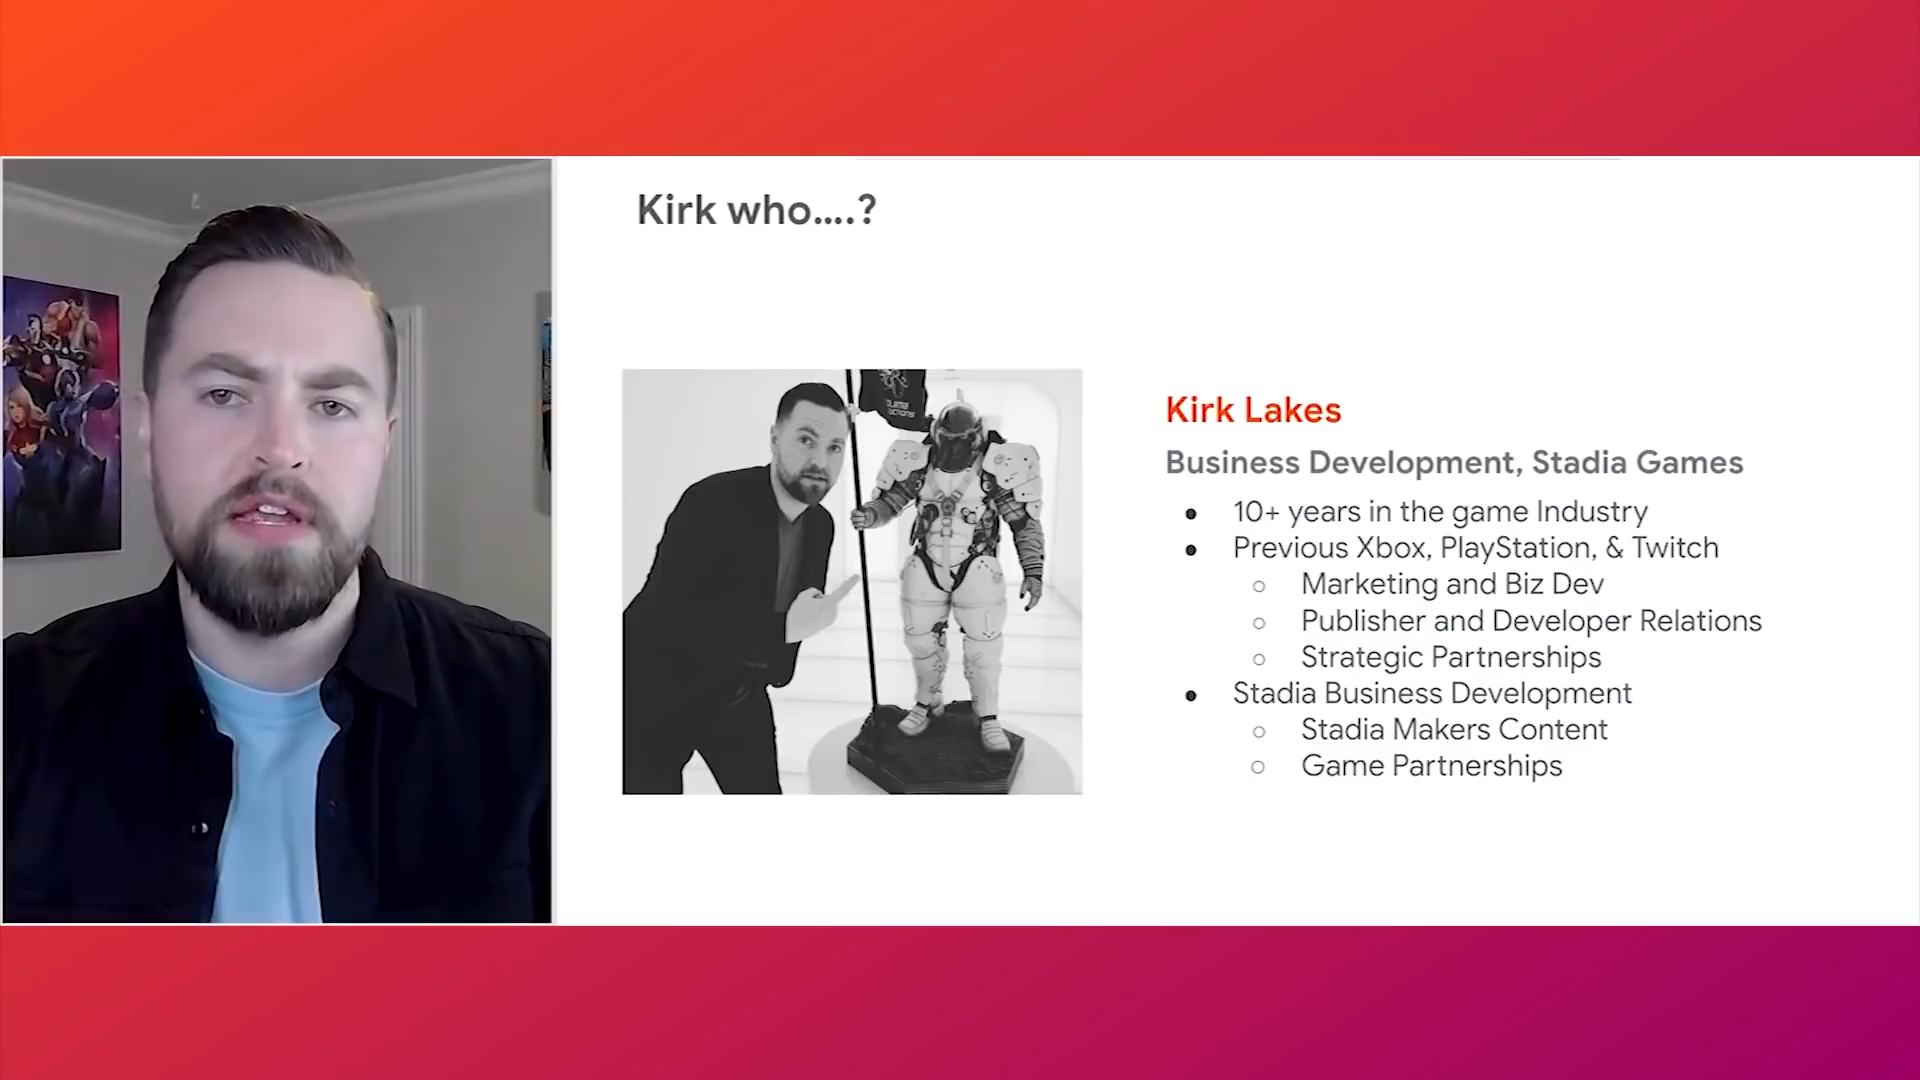 Kirk who....?
Kirk Lakes
Business Development, Stadia Games
10+ years in the game Industry
Previous Xbox, PlayStation, & Twitch
Marketing and Biz Dev
Publisher and Developer Relations
Strategic Partnerships
Stadia Business Development
Stadia Makers Content
Game Partnerships